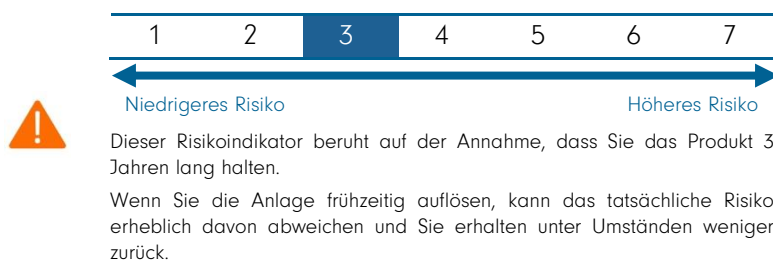 1 2 3 4 5 6 7
Niedrigeres Risiko Höheres Risiko
Dieser Risikoindikator beruht auf der Annahme, dass Sie das Produkt 3
Jahren lang halten.
Wenn Sie die Anlage frühzeitig auflösen, kann das tatsächliche Risiko
erheblich davon abweichen und Sie erhalten unter Umständen weniger
zurück.